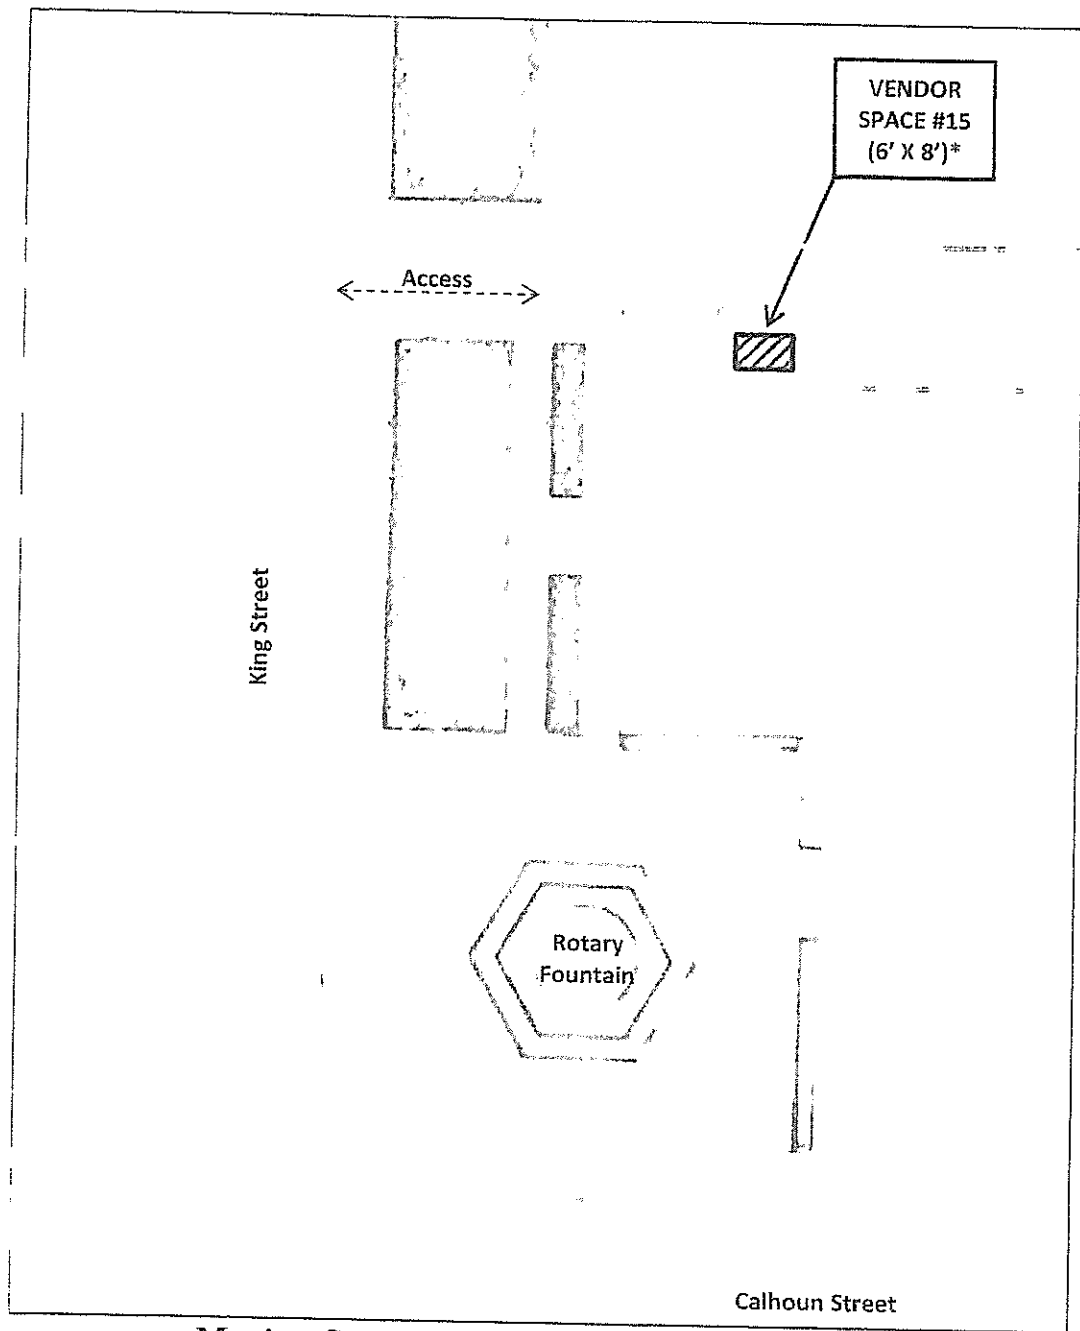 VENDOR
SPACE #15
(6' X 8')*
Access
King Street
Rotary
Fountain
Calhoun Street